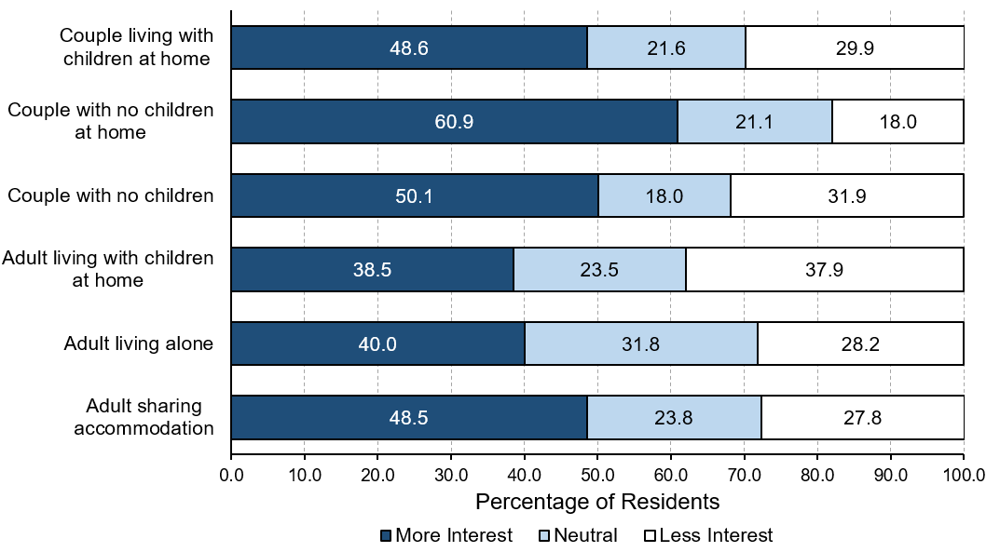 Couple living with
children at home
48.6
21.6
29.9
Couple with no children
at home
60.9
21.1
18.0
Couple with no children
50.1
18.0
31.9
Adult living with children
at home
38.5
23.5
37.9
Adult living alone
40.0
31.8
28.2
Adult sharing
accommodation
48.5
23.8
27.8
0.0 10.0 20.0 30.0 40.0 50.0 60.0 70.0 80.0 90.0 100.0
Percentage of Residents
More Interest Neutral Less Interest